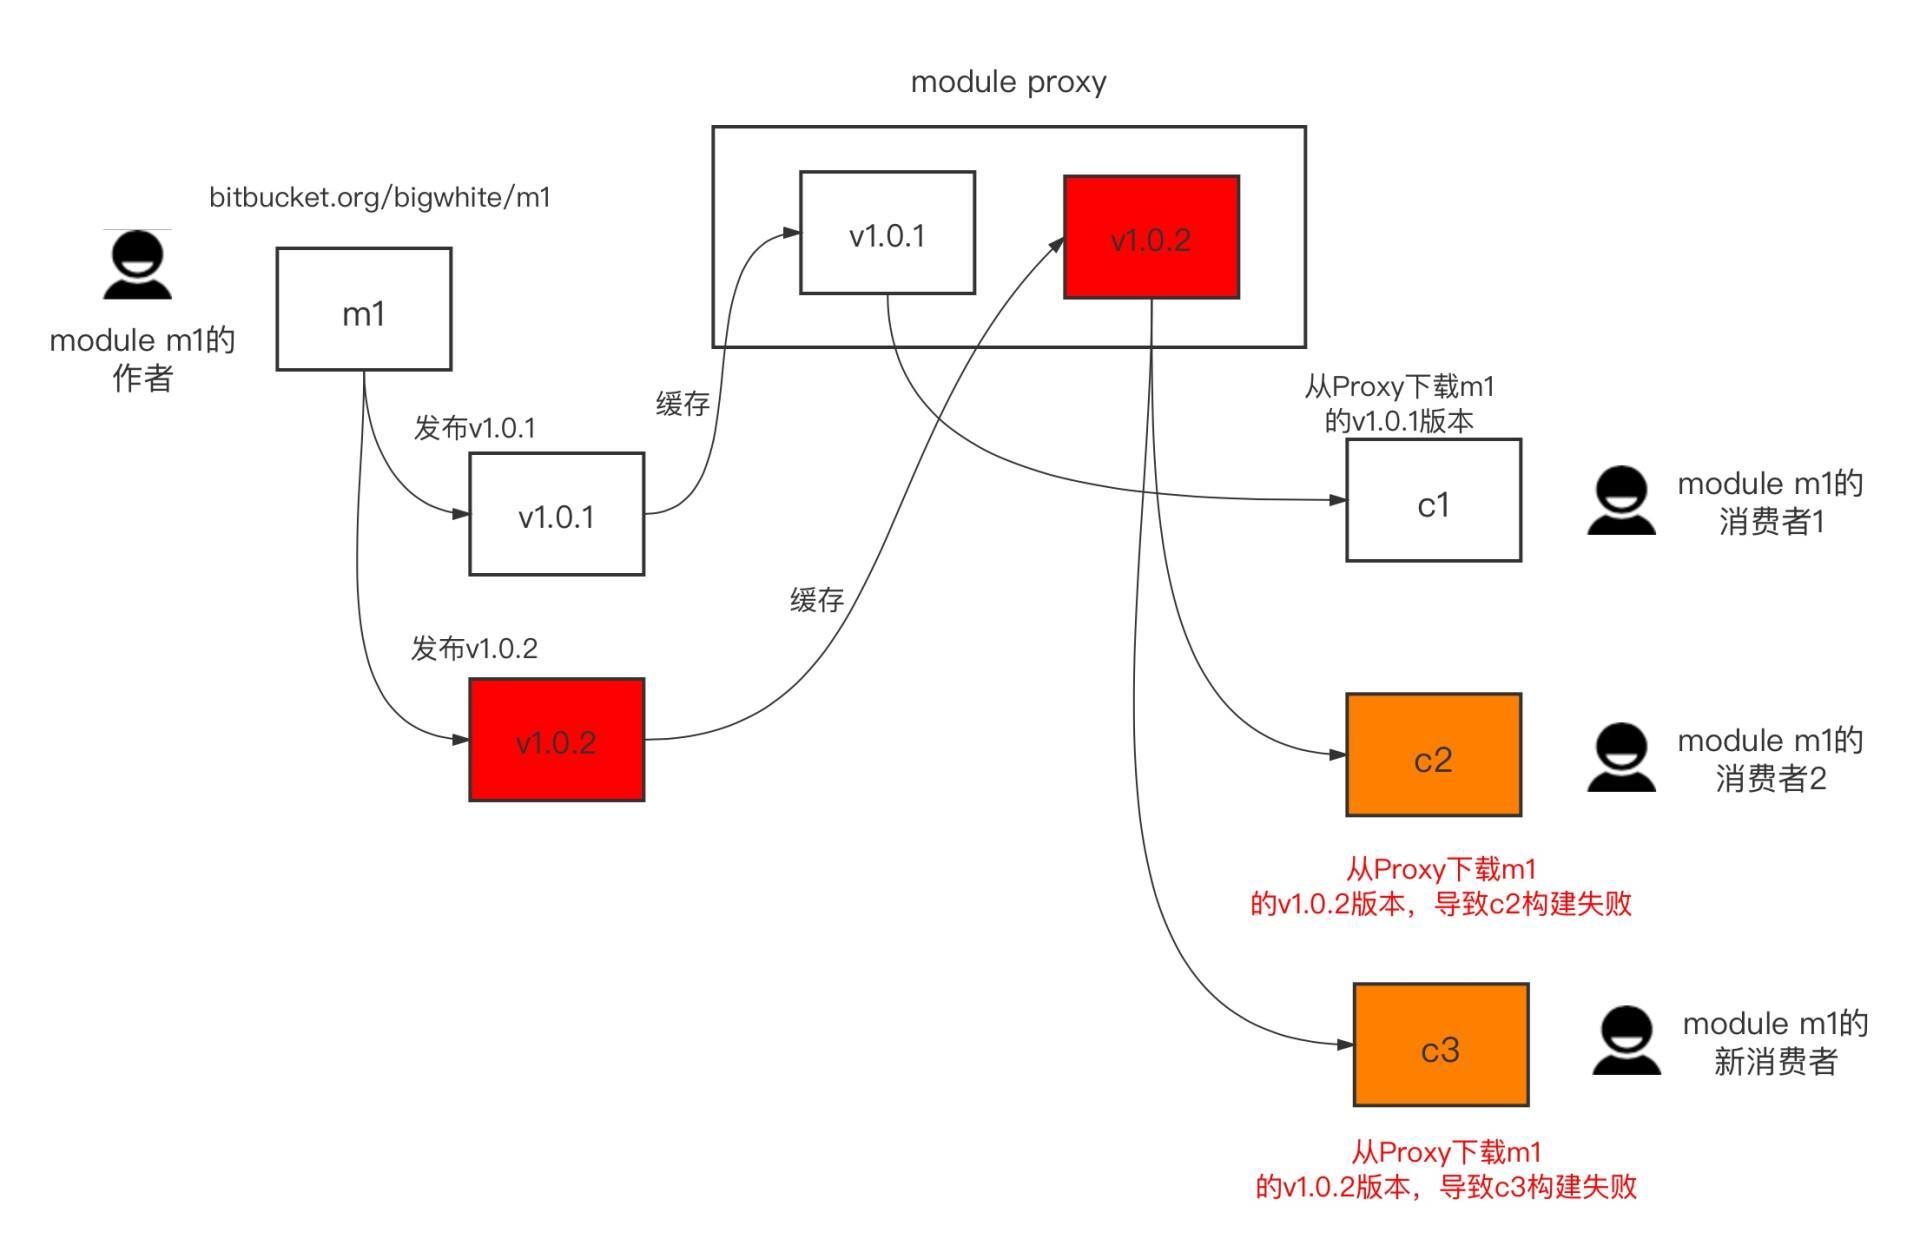 module proxy
bitbucket.org/bigwhite/m1
v1.0.1
v1.0.2
m1
module m1的
作者
缓存
从Proxy下载m1
的v1.0.1版本
发布v1.0.1
v1.0.1
c1
module m1的
消费者1
缓存
发布v1.0.2
v1.0.2
c2
module m1的
消费者2
从Proxy下载m1
的v1.0.2版本，导致c2构建失败
c3
module m1的
新消费者
从Proxy下载m1
的v1.0.2版本，导致c3构建失败